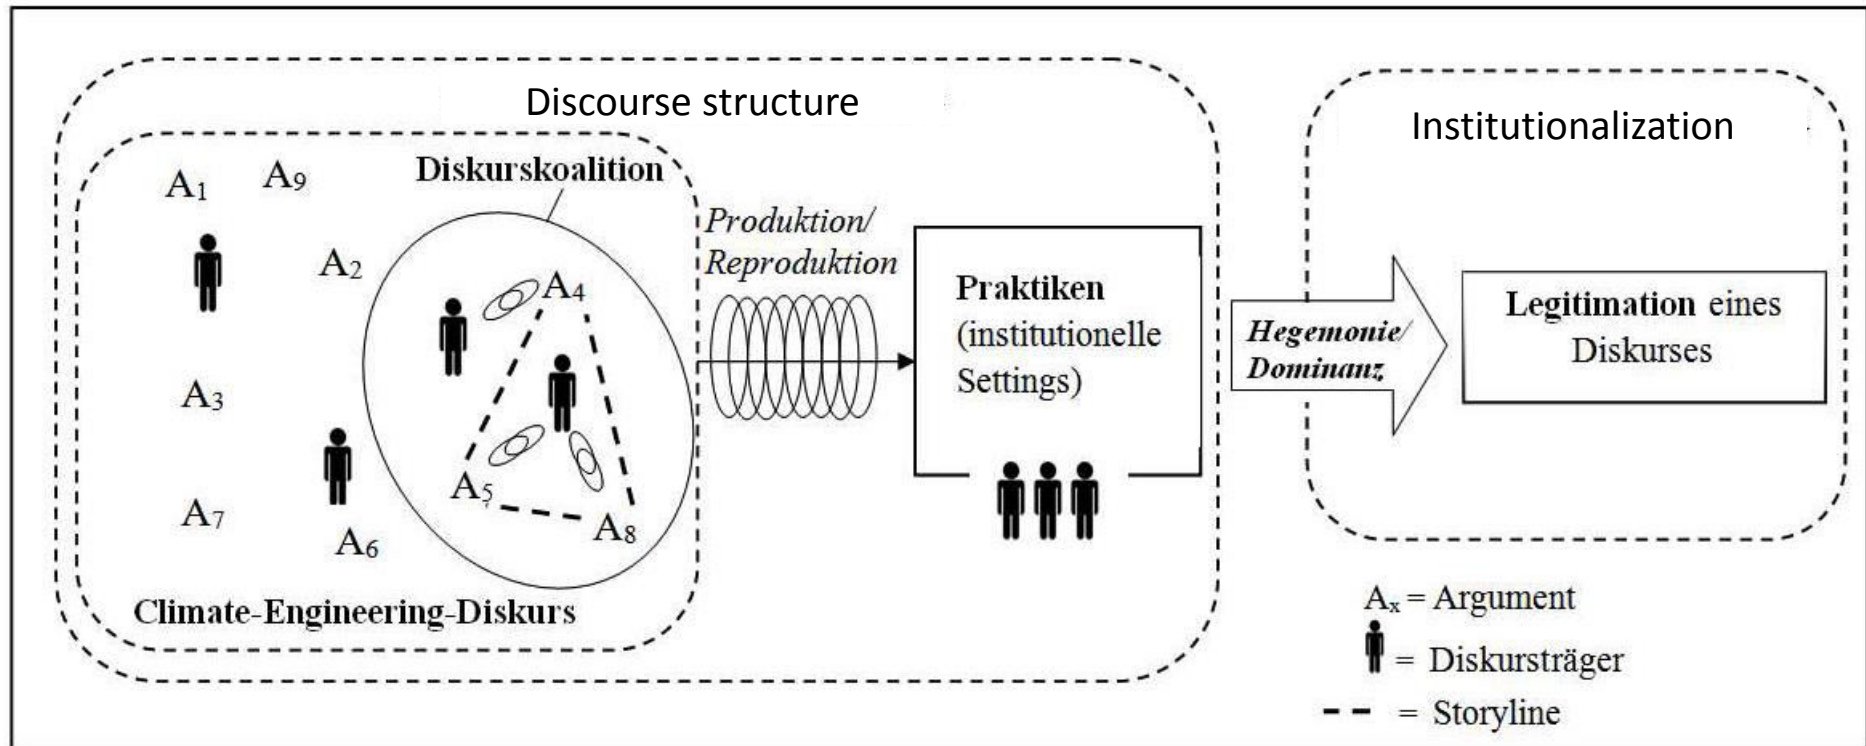 Discourse structure
Institutionalization
Diskurskoalition
A₁
A₉
A₂
A₃
A₄
A₅
A₇
A₆
A₈
Climate-Engineering-Diskurs
Produktion/
Reproduktion
Praktiken
(institutionelle
Settings)
Hegemonie/
Dominanz
Legitimation eines
Diskurses
Aₓ = Argument
= Diskursträger
= Storyline